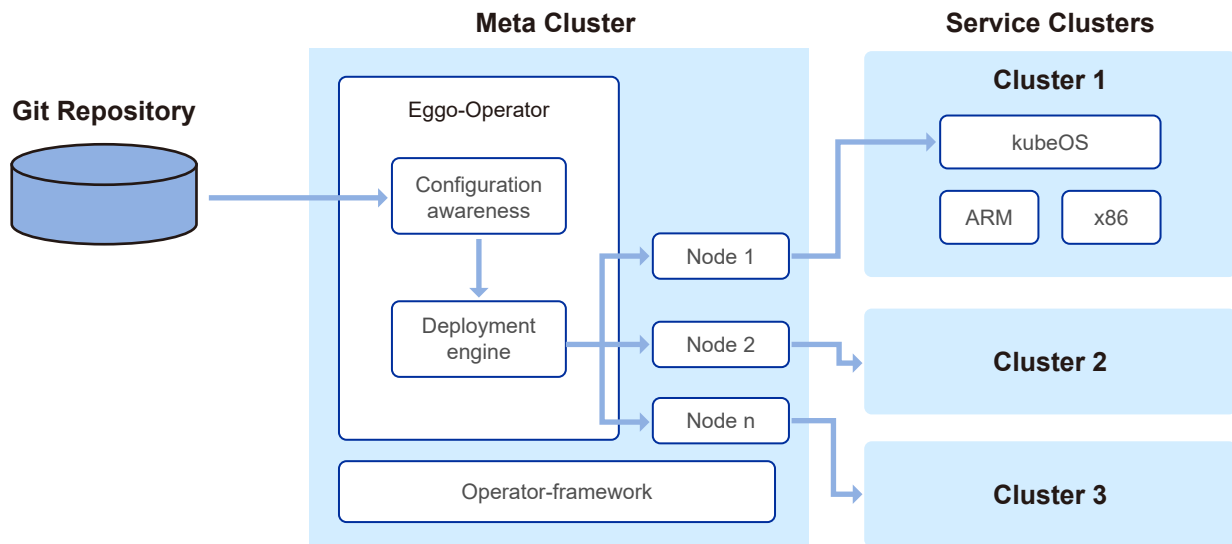 Git Repository
Meta Cluster
Eggo-Operator
Configuration
awareness
Deployment
engine
Node 1
Node 2
Node n
Operator-framework
Service Clusters
Cluster 1
kubeOS
ARM
x86
Cluster 2
Cluster 3